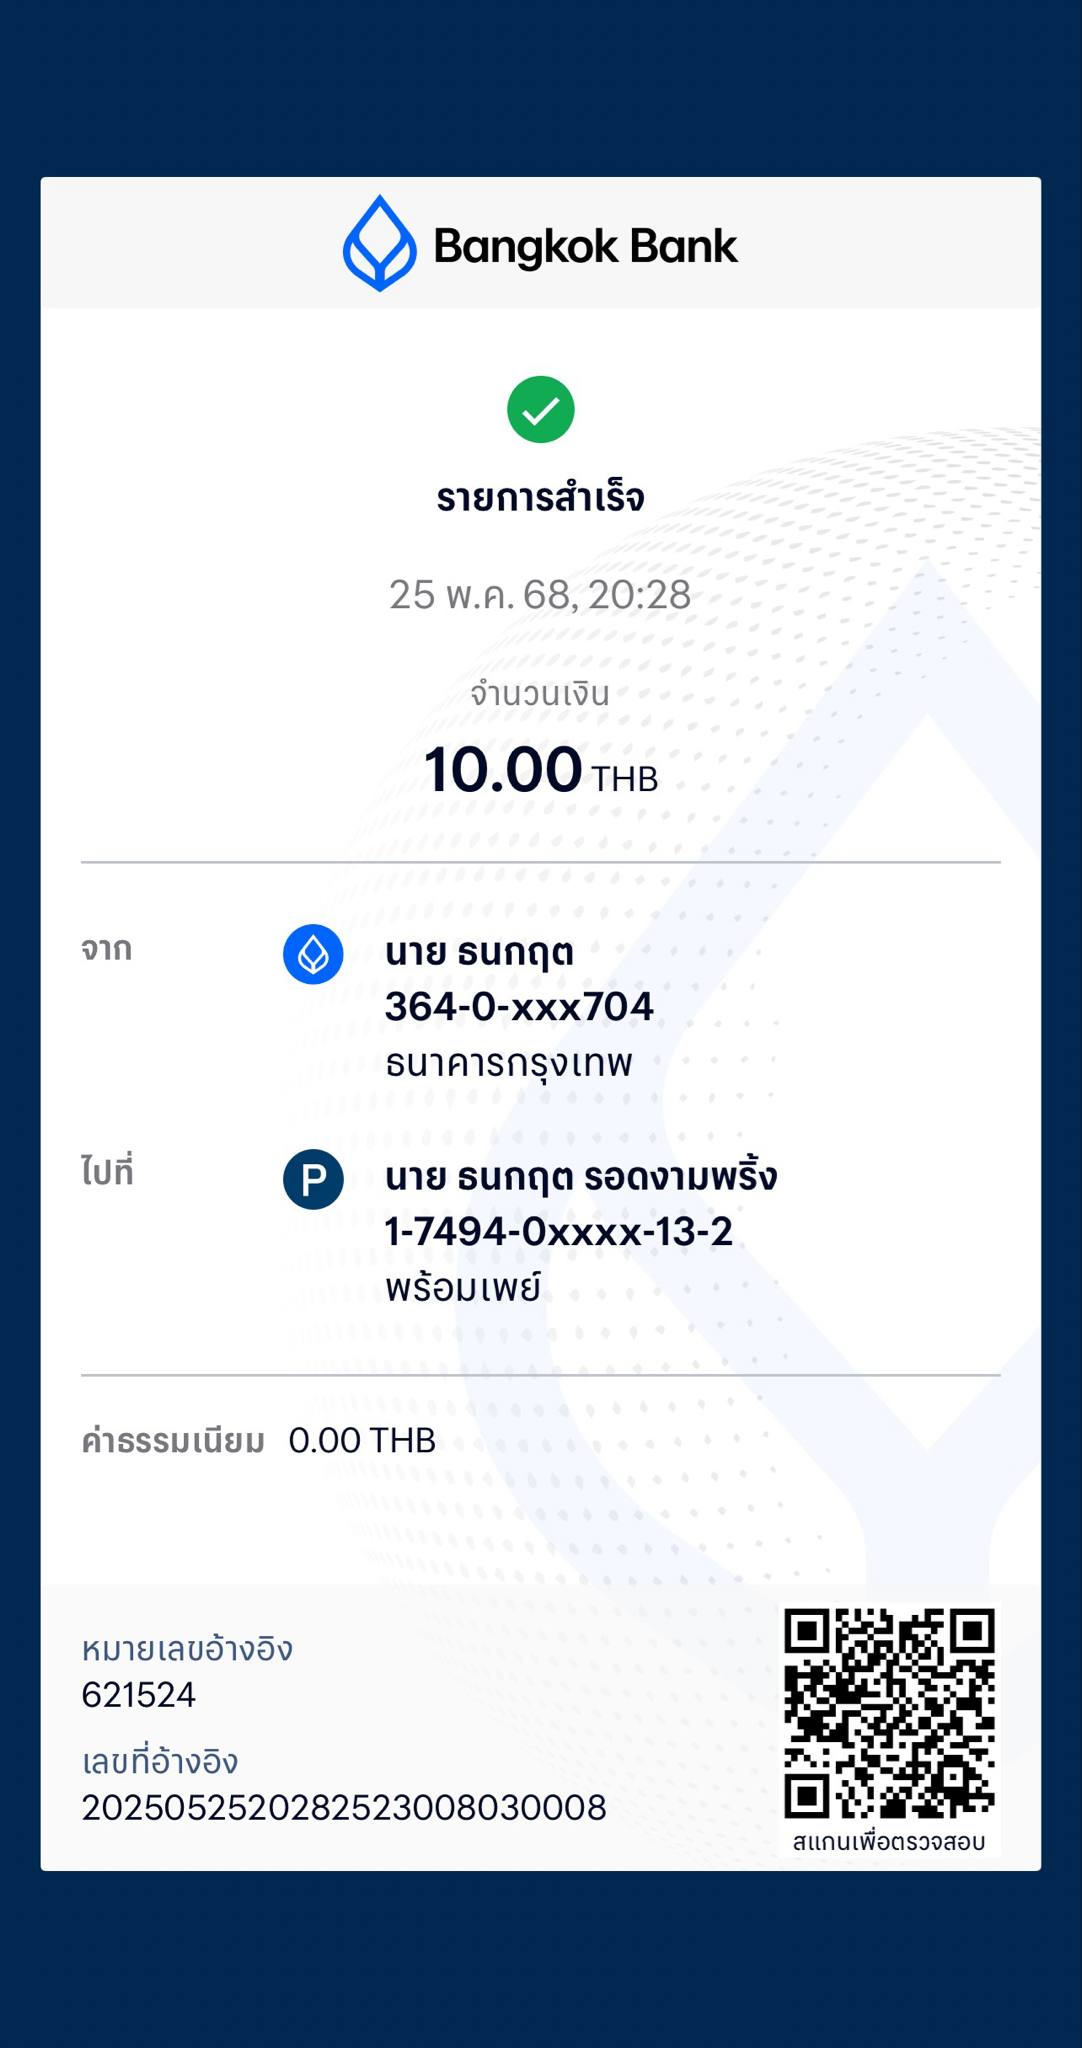 Bangkok Bank
รายการสำเร็จ
25 พ.ค. 68, 20:28
จำนวนเงิน
10.00 THB
จาก
นาย ธนกฤต
364-0-xxx704
ธนาคารกรุงเทพ
ไปที่
P
นาย ธนกฤต รอดงามพริ้ง
1-7494-0xxxx-13-2
พร้อมเพย์
ค่าธรรมเนียม 0.00 THB
หมายเลขอ้างอิง
621524
เลขที่อ้างอิง
2025052520282523008030008
สแกนเพื่อตรวจสอบ